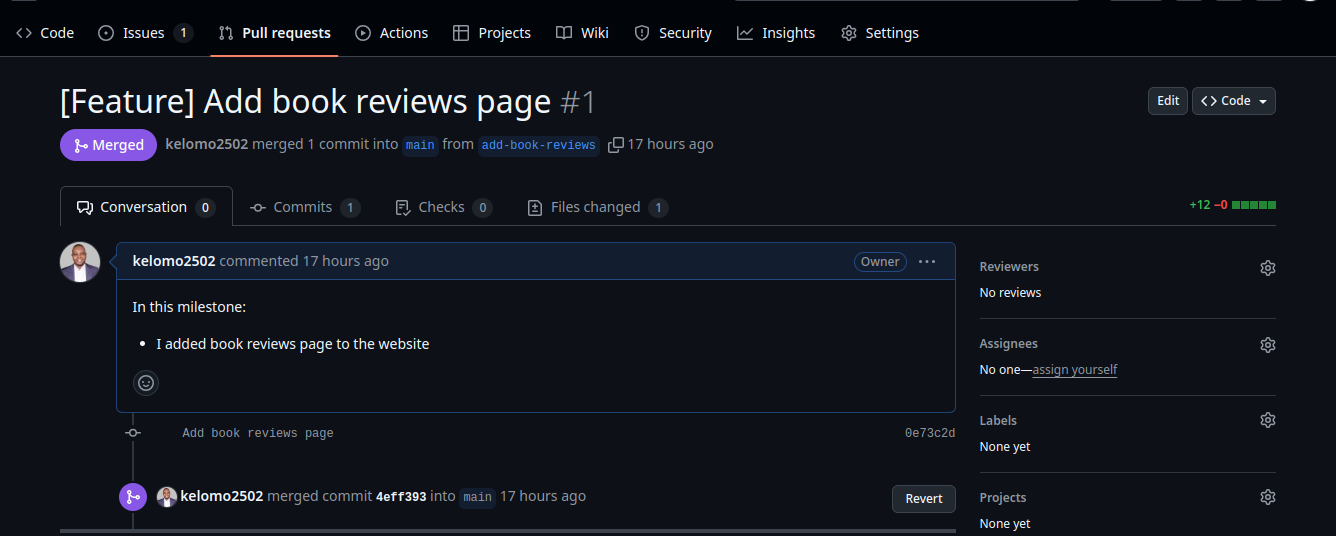 Code Issues 1 Pull requests Actions Projects Wiki Security Insights Settings
[Feature] Add book reviews page #1
Edit Code
Merged kelomo2502 merged 1 commit into main from add-book-reviews 17 hours ago
Conversation 0 Commits 1 Checks 0 Files changed 1
+12 −0
kelomo2502 commented 17 hours ago Owner
In this milestone:
• I added book reviews page to the website
Add book reviews page 0e73c2d
kelomo2502 merged commit 4eff393 into main 17 hours ago Revert
Reviewers
No reviews
Assignees
No one—assign yourself
Labels
None yet
Projects
None yet